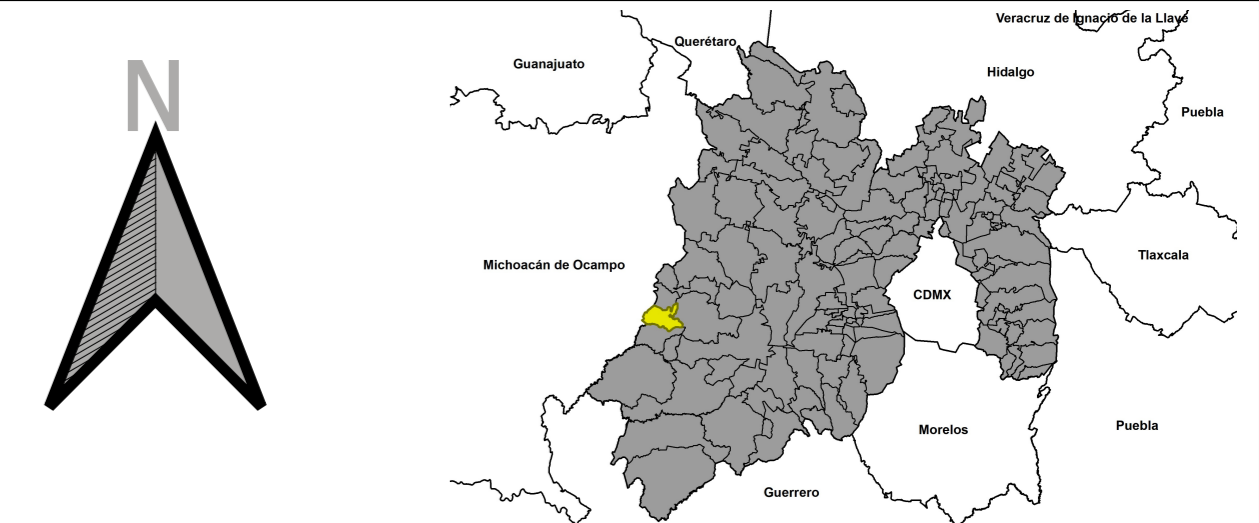 N
Veracruz de Ignacio de la Llave
Querétaro
Guanajuato
Hidalgo
Puebla
Tlaxcala
Michoacán de Ocampo
CDMX
Puebla
Morelos
Guerrero